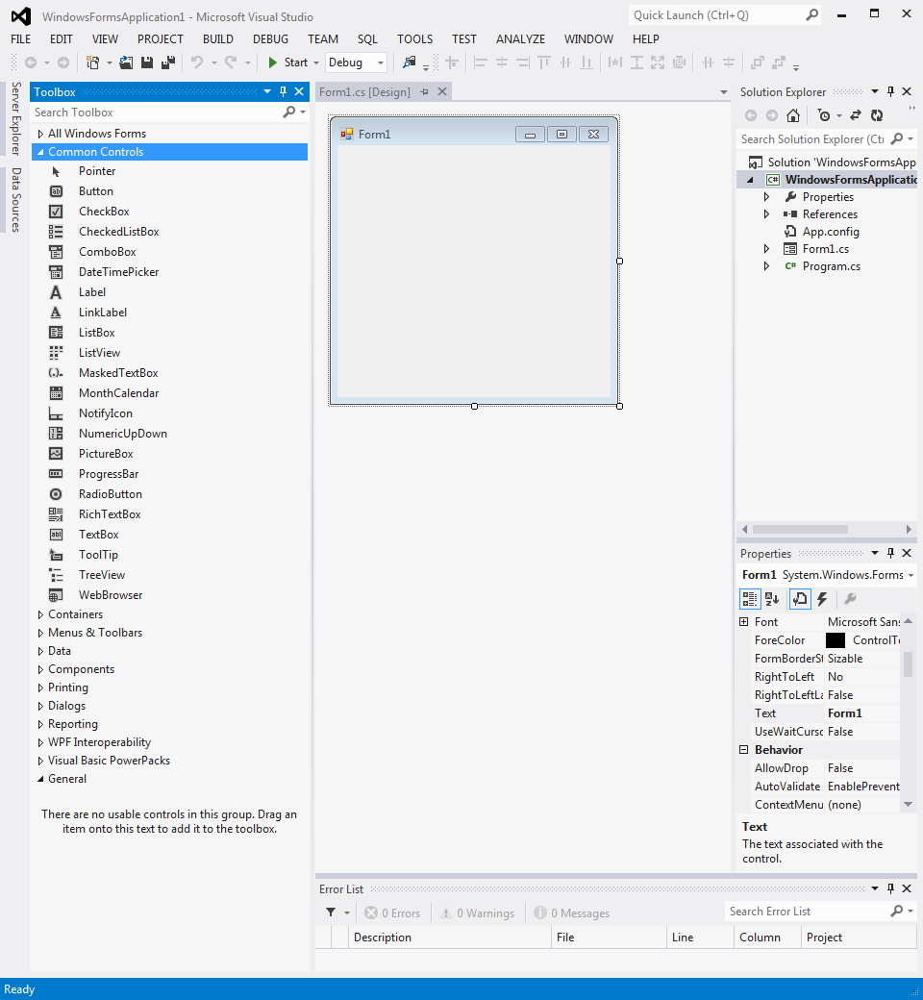 WindowsFormsApplication1 - Microsoft Visual Studio
Quick Launch (Ctrl+Q)
FILE EDIT VIEW PROJECT BUILD DEBUG TEAM SQL TOOLS TEST ANALYZE WINDOW HELP
Start Debug
Server Explorer
Data Sources
Toolbox
Search Toolbox
All Windows Forms
Common Controls
Pointer
Button
CheckBox
CheckedListBox
ComboBox
DateTimePicker
Label
LinkLabel
ListBox
ListView
MaskedTextBox
MonthCalendar
NotifyIcon
NumericUpDown
PictureBox
ProgressBar
RadioButton
RichTextBox
TextBox
ToolTip
TreeView
WebBrowser
Containers
Menus & Toolbars
Data
Components
Printing
Dialogs
Reporting
WPF Interoperability
Visual Basic PowerPacks
General
There are no usable controls in this group. Drag an
item onto this text to add it to the toolbox.
Form1.cs [Design]
Form1
Solution Explorer
Search Solution Explorer (Ctr
Solution 'WindowsFormsApp
WindowsFormsApplicatio
Properties
References
App.config
Form1.cs
C# Program.cs
Properties
Form1 System.Windows.Forms
Font Microsoft Sans
ForeColor ControlTe
FormBorderSt Sizable
RightToLeft No
RightToLeftLa False
Text Form1
UseWaitCurso False
Behavior
AllowDrop False
AutoValidate EnablePrevent
ContextMenu (none)
Text
The text associated with the
control.
Error List
0 Errors 0 Warnings 0 Messages
Search Error List
Description File Line Column Project
Ready